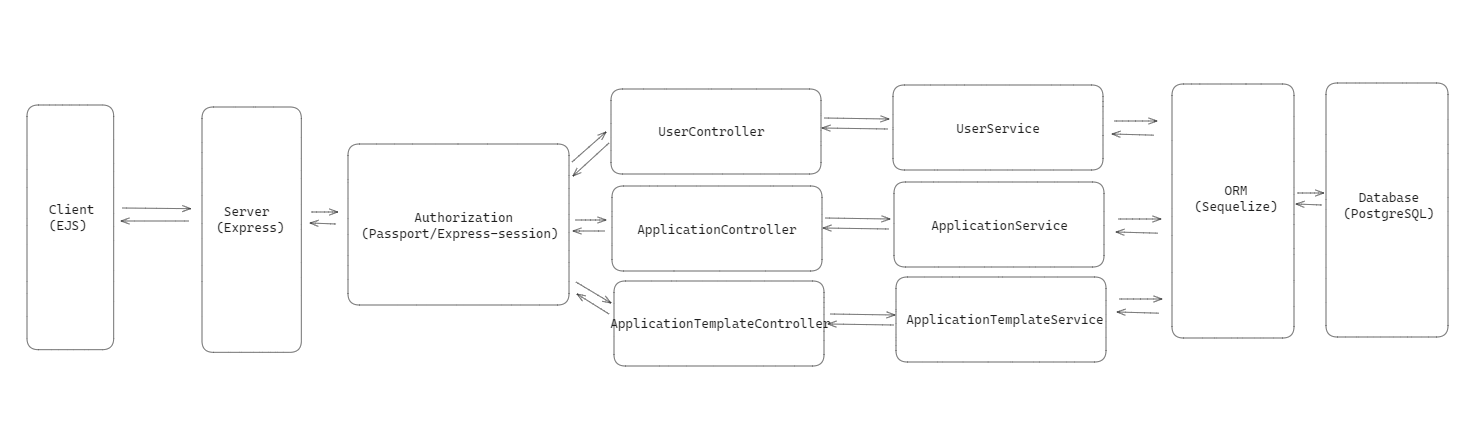 Client
(EJS)
Server
(Express)
Authorization
(Passport/Express-session)
UserController
ApplicationController
ApplicationTemplateController
UserService
ApplicationService
ApplicationTemplateService
ORM
(Sequelize)
Database
(PostgreSQL)